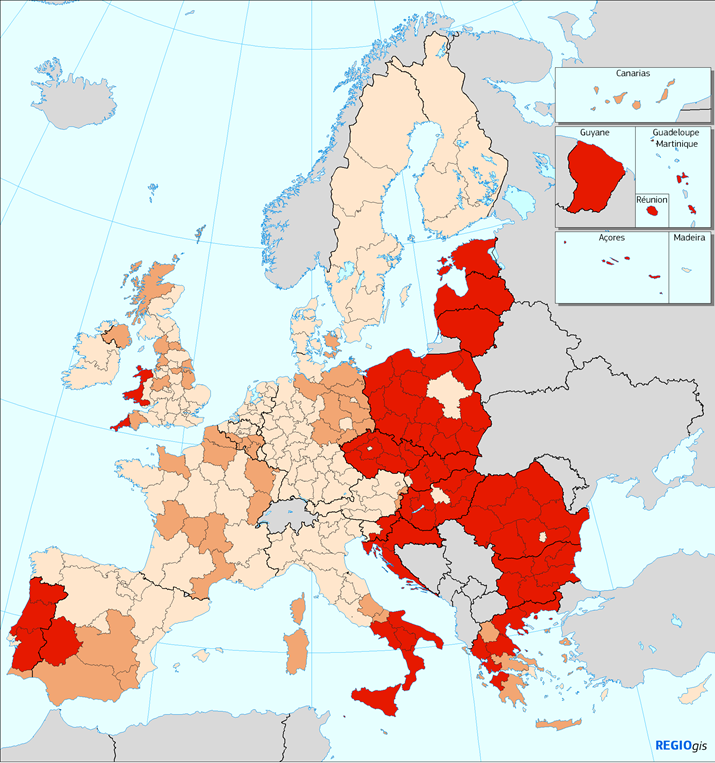 Canarias
Guyane
Guadeloupe
Martinique
Réunion
Açores
Madeira
REGIOgis